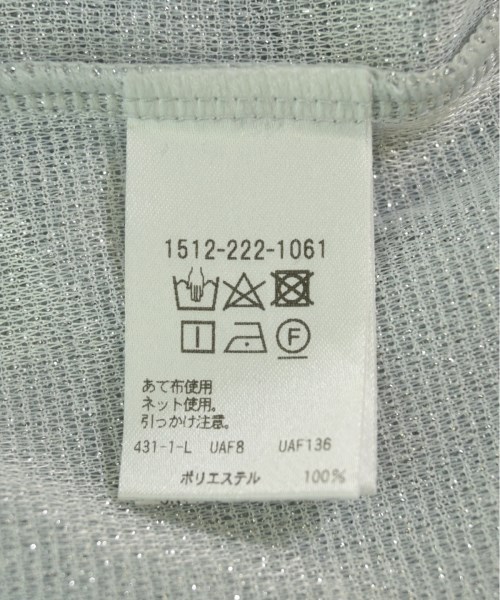 1512-222-1061
F
あて布使用
ネット使用。
引っかけ注意。
431-1-L UAF8 UAF136
ポリエステル 100%